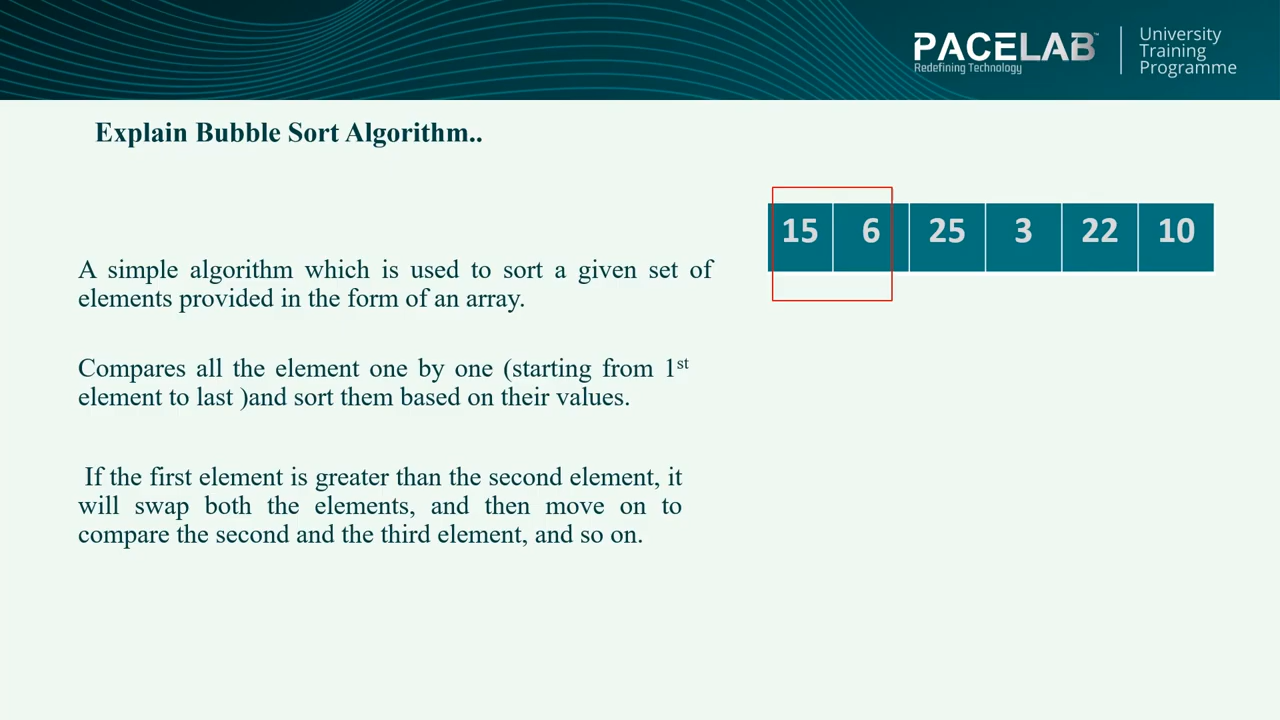 PACELAB™
Redefining Technology
University
Training
Programme
Explain Bubble Sort Algorithm..
15 6 25 3 22 10
A simple algorithm which is used to sort a given set of
elements provided in the form of an array.
Compares all the element one by one (starting from 1st
element to last )and sort them based on their values.
If the first element is greater than the second element, it
will swap both the elements, and then move on to
compare the second and the third element, and so on.